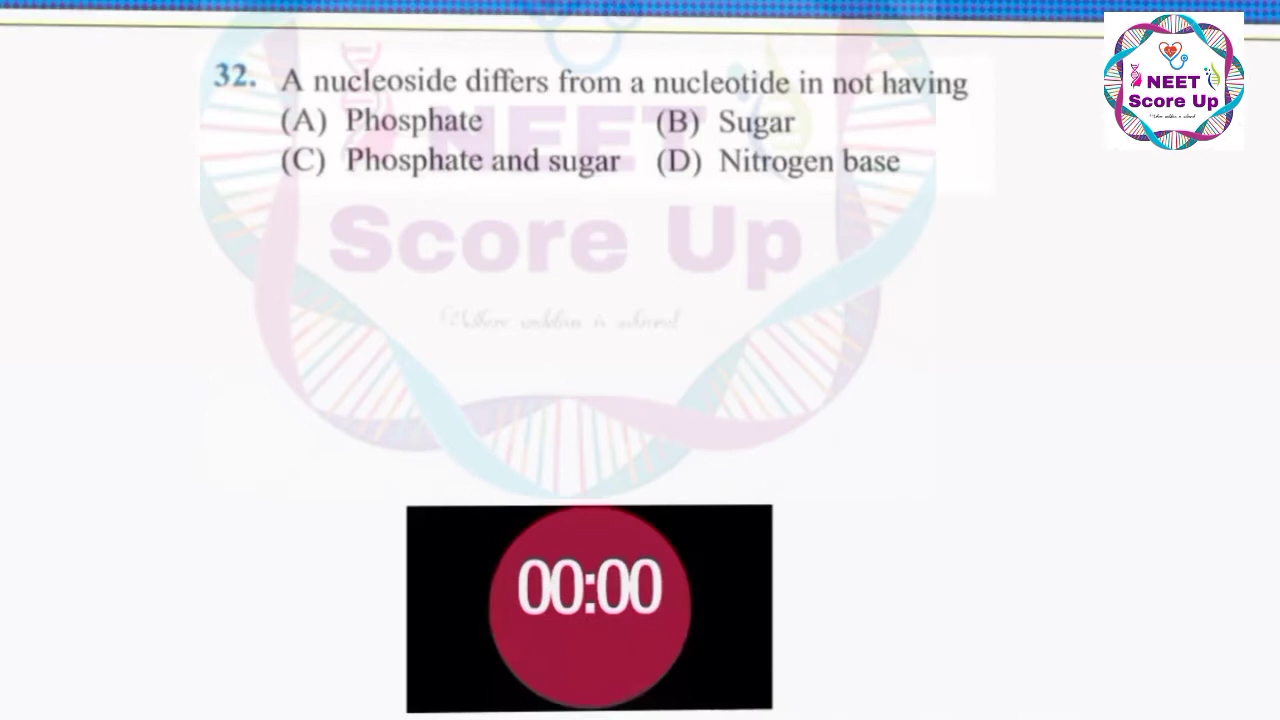 32. A nucleoside differs from a nucleotide in not having
(A) Phosphate (B) Sugar
(C) Phosphate and sugar (D) Nitrogen base
NEET
Score Up
00:00
NEET
Score Up